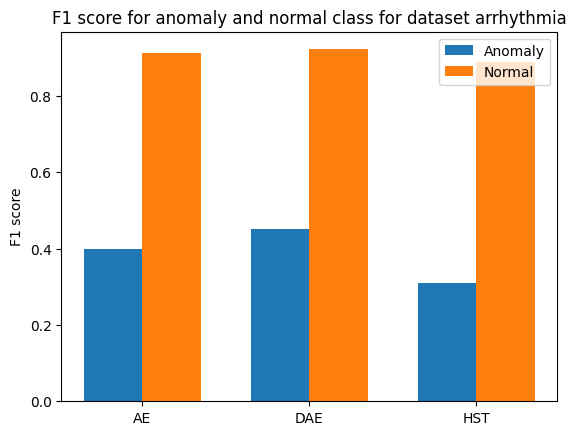 F1 score for anomaly and normal class for dataset arrhythmia
Anomaly
Normal
F1 score
0.8
0.6
0.4
0.2
0.0
AE
DAE
HST